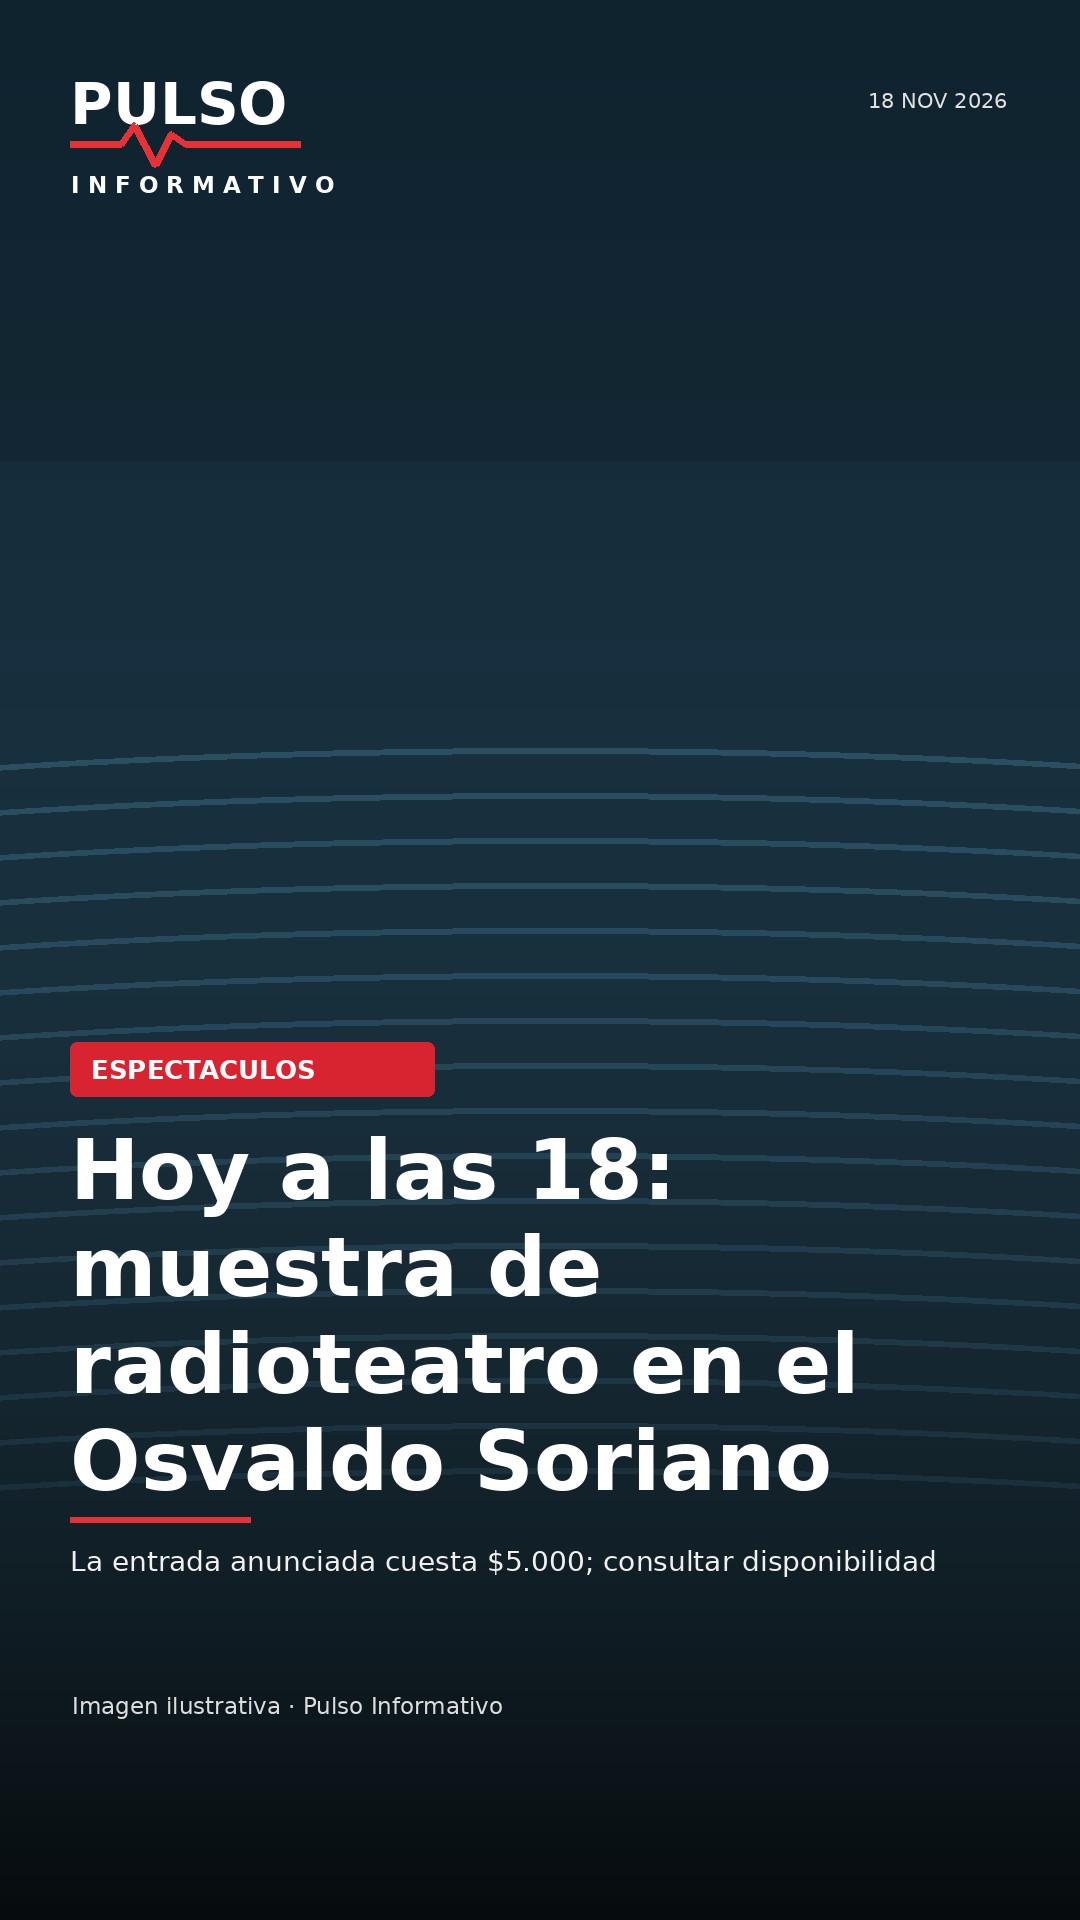 PULSO
INFORMATIVO
18 NOV 2026
ESPECTACULOS
Hoy a las 18:
muestra de
radioteatro en el
Osvaldo Soriano
La entrada anunciada cuesta $5.000; consultar disponibilidad
Imagen ilustrativa · Pulso Informativo